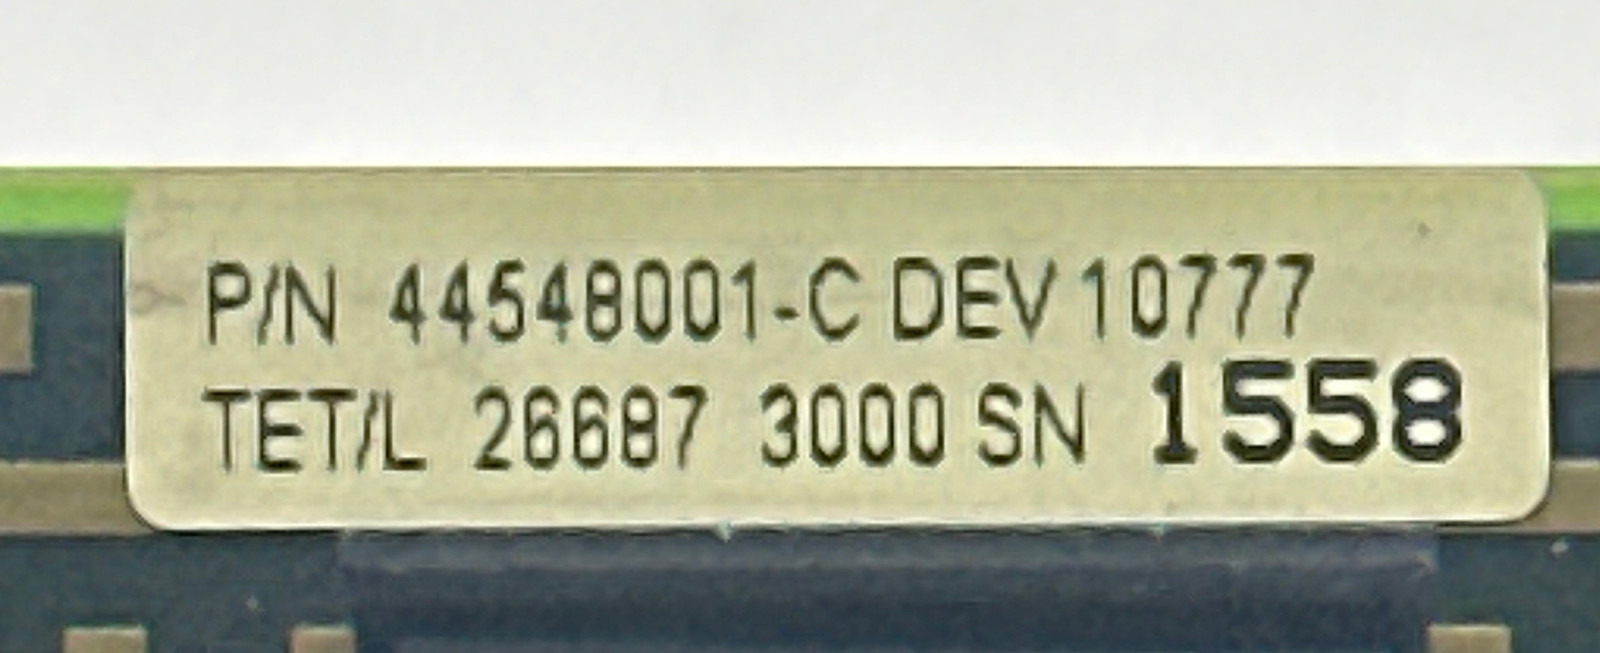 P/N 44548001-C DEV 10777
TET/L 26687 3000 SN 1558